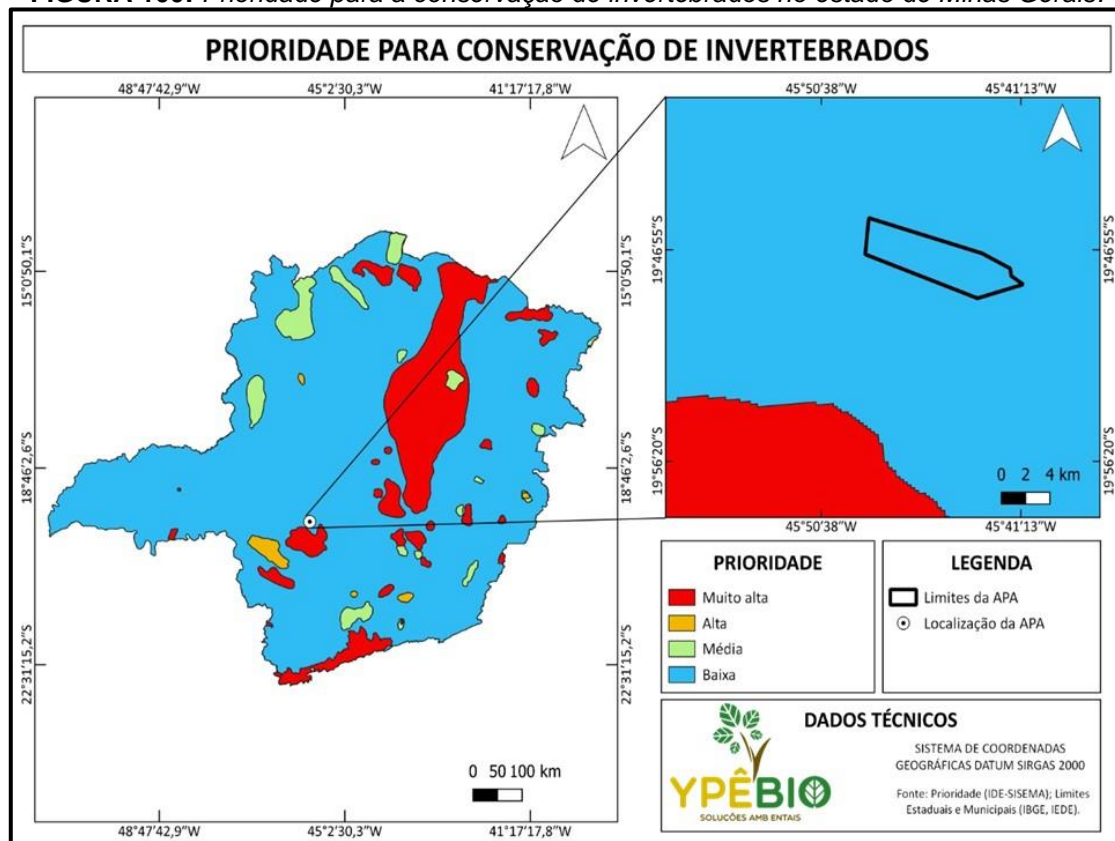 PRIORIDADE PARA CONSERVAÇÃO DE INVERTEBRADOS
48°47'42,9"W 45°2'30,3"W 41°17'17,8"W
45°50'38"W 45°41'13"W
15°0'50,1"S 15°0'50,1"S
18°46'2,6"S 18°46'2,6"S
22°31'15,2"S 22°31'15,2"S
19°46'55"S 19°46'55"S
19°56'20"S 19°56'20"S
0 2 4 km
45°50'38"W 45°41'13"W
0 50 100 km
48°47'42,9"W 45°2'30,3"W 41°17'17,8"W
PRIORIDADE
Muito alta
Alta
Média
Baixa
LEGENDA
Limites da APA
Localização da APA
DADOS TÉCNICOS
YPÊBIO
SOLUCÕES AMB ENTAIS
SISTEMA DE COORDENADAS
GEOGRÁFICAS DATUM SIRGAS 2000
Fonte: Prioridade (IDE-SISEMA); Limites
Estaduais e Municipais (IBGE, IEDE).